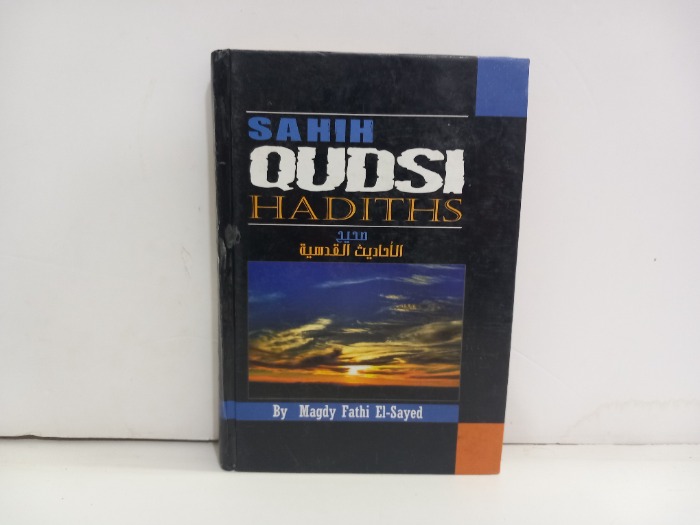 SAHIH
QUDSI
HADITHS
صحيح
الأحاديث القدسية
By Magdy Fathi El-Sayed